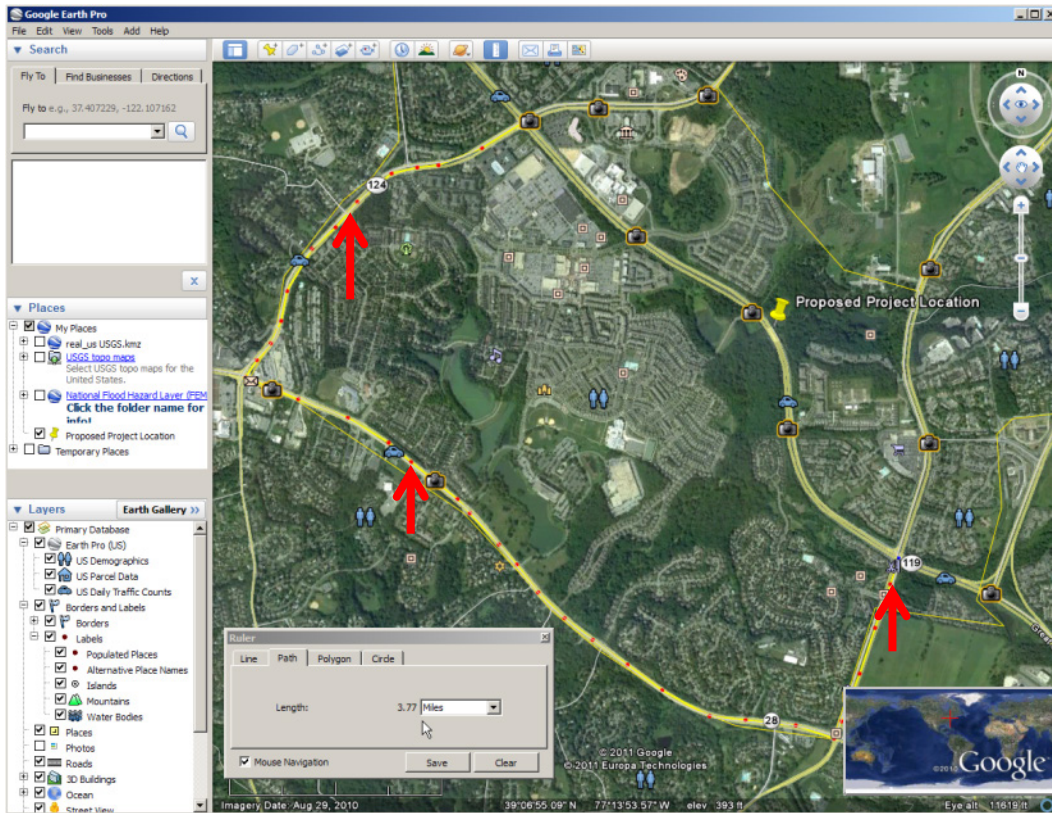 Google Earth Pro
File Edit View Tools Add Help
Search
Fly To Find Businesses Directions
Fly to e.g., 37.407229, -122.107162
x
Places
My Places
real_us USGS.kmz
USGS topo maps
Select USGS topo maps for the
United States.
National Flood Hazard Layer (FEM
Click the folder name for
info!
Proposed Project Location
Temporary Places
Layers Earth Gallery »
Primary Database
Earth Pro (US)
US Demographics
US Parcel Data
US Daily Traffic Counts
Borders and Labels
Borders
Labels
Populated Places
Alternative Place Names
Islands
Mountains
Water Bodies
Places
Photos
Roads
3D Buildings
Ocean
Street View
N
124
Proposed Project Location
119
Grea
28
Ruler
Line Path Polygon Circle
Length: 3.77 Miles
Mouse Navigation Save Clear
© 2011 Google
© 2011 Europa Technologies
©2010 Google
Imagery Date: Aug 29, 2010 39°06'55.09" N 77°13'53.57" W elev 393 ft Eye alt 11619 ft